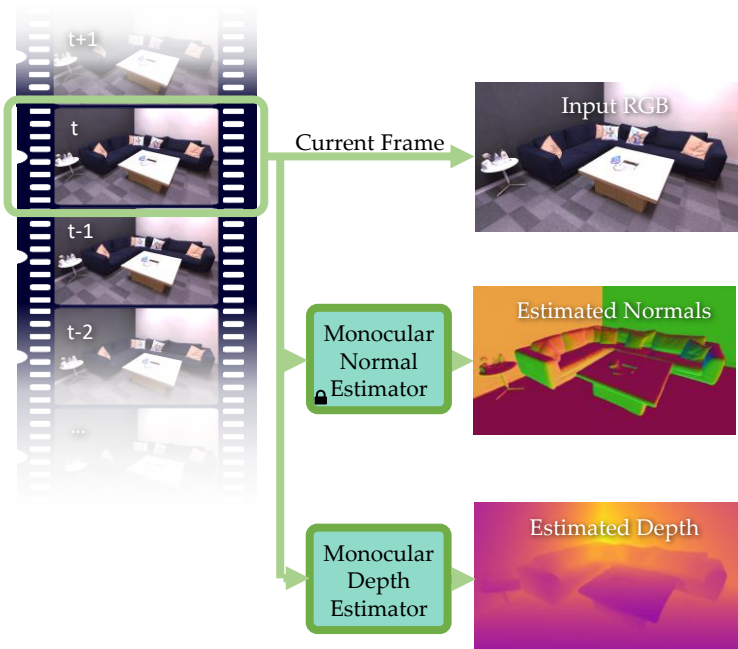 t+1
t
t-1
t-2
...
Current Frame
Input RGB
Monocular
Normal
Estimator
Estimated Normals
Monocular
Depth
Estimator
Estimated Depth